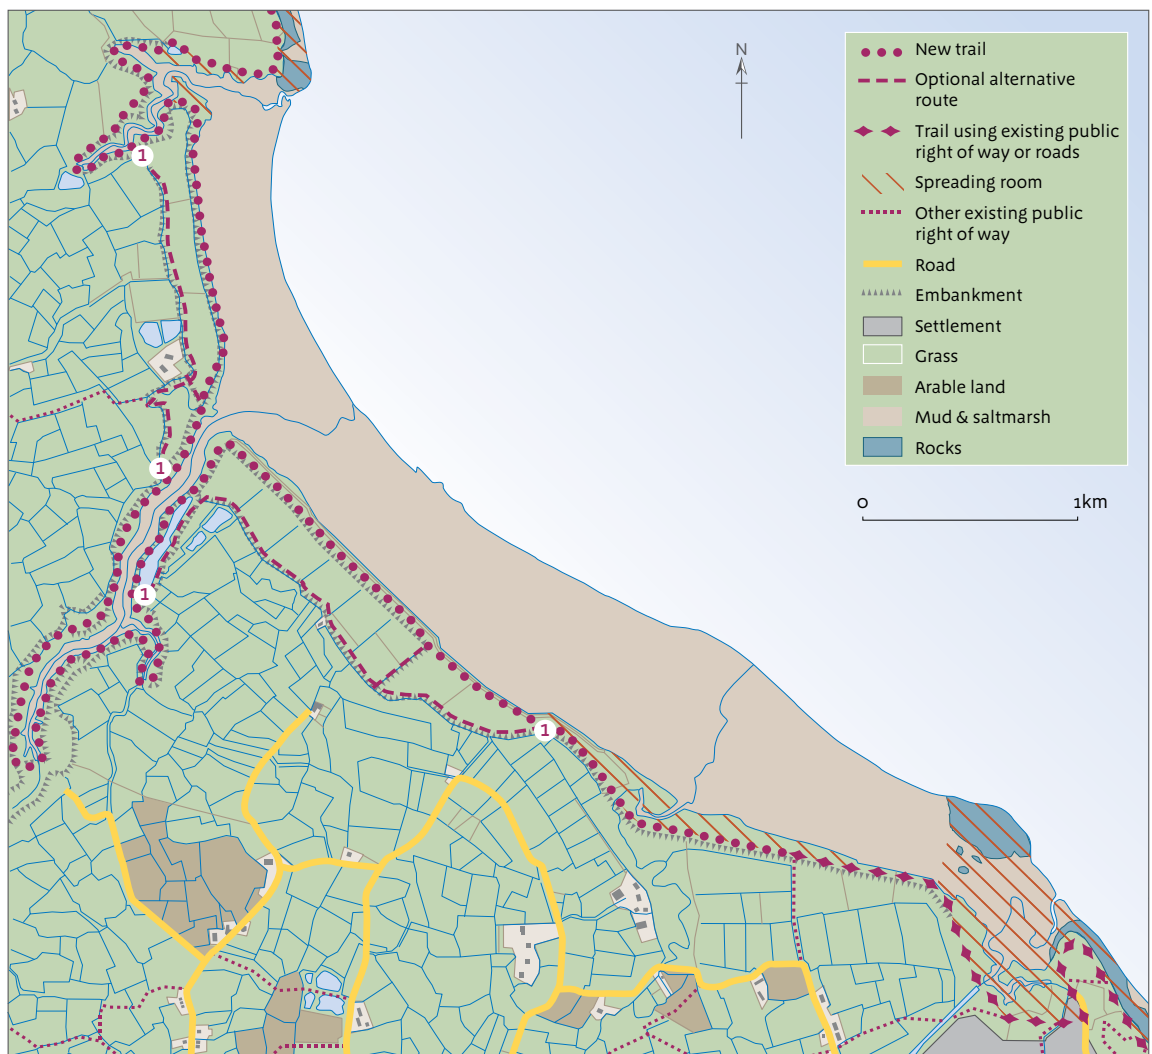 N
New trail
Optional alternative
route
Trail using existing public
right of way or roads
Spreading room
Other existing public
right of way
Road
Embankment
Settlement
Grass
Arable land
Mud & saltmarsh
Rocks
0 1km
1
1
1
1